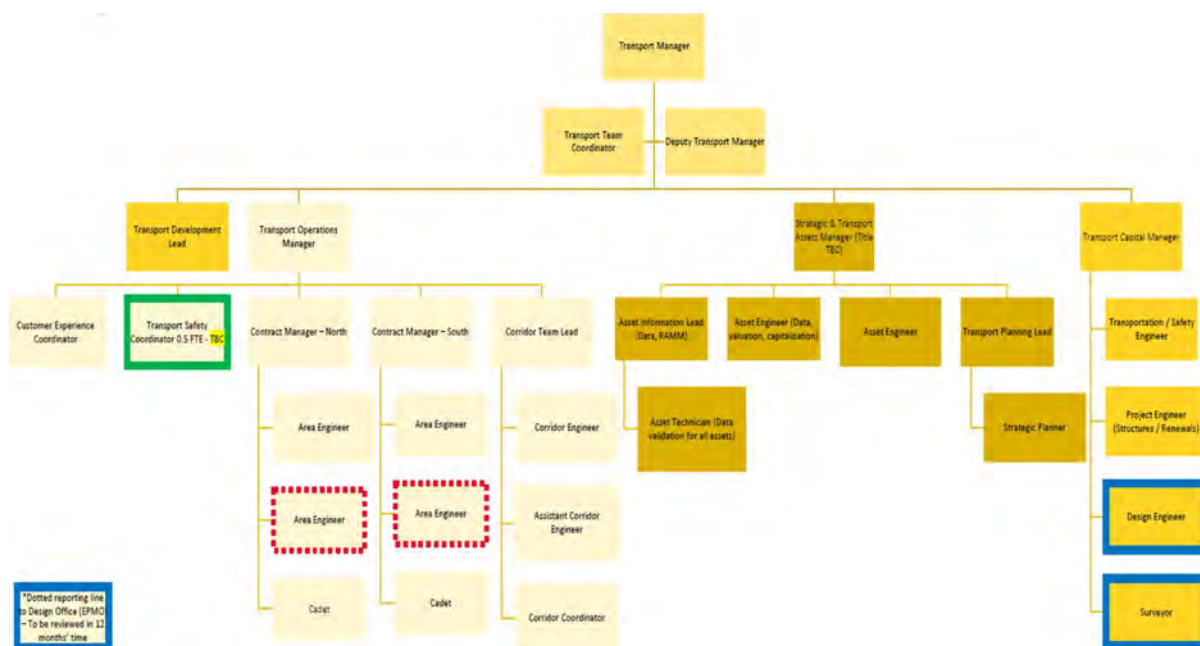 Transport Manager
Transport Team
Coordinator
Deputy Transport Manager
Transport Development
Lead
Transport Operations
Manager
Strategic & Transport
Assets Manager (Title
TBC)
Transport Capital Manager
Customer Experience
Coordinator
Transport Safety
Coordinator 0.5 FTE - TBC
Contract Manager – North
Contract Manager – South
Corridor Team Lead
Asset Information Lead
(Data, RAMM)
Asset Engineer (Data,
valuation, capitalization)
Asset Engineer
Transport Planning Lead
Transportation / Safety
Engineer
Area Engineer
Area Engineer
Corridor Engineer
Asset Technician (Data
validation for all assets)
Strategic Planner
Project Engineer
(Structures / Renewals)
Area Engineer
Area Engineer
Assistant Corridor
Engineer
Design Engineer
*Dotted reporting line
to Design Office (EPMO)
– To be reviewed in 12
months' time
Cadet
Cadet
Corridor Coordinator
Surveyor